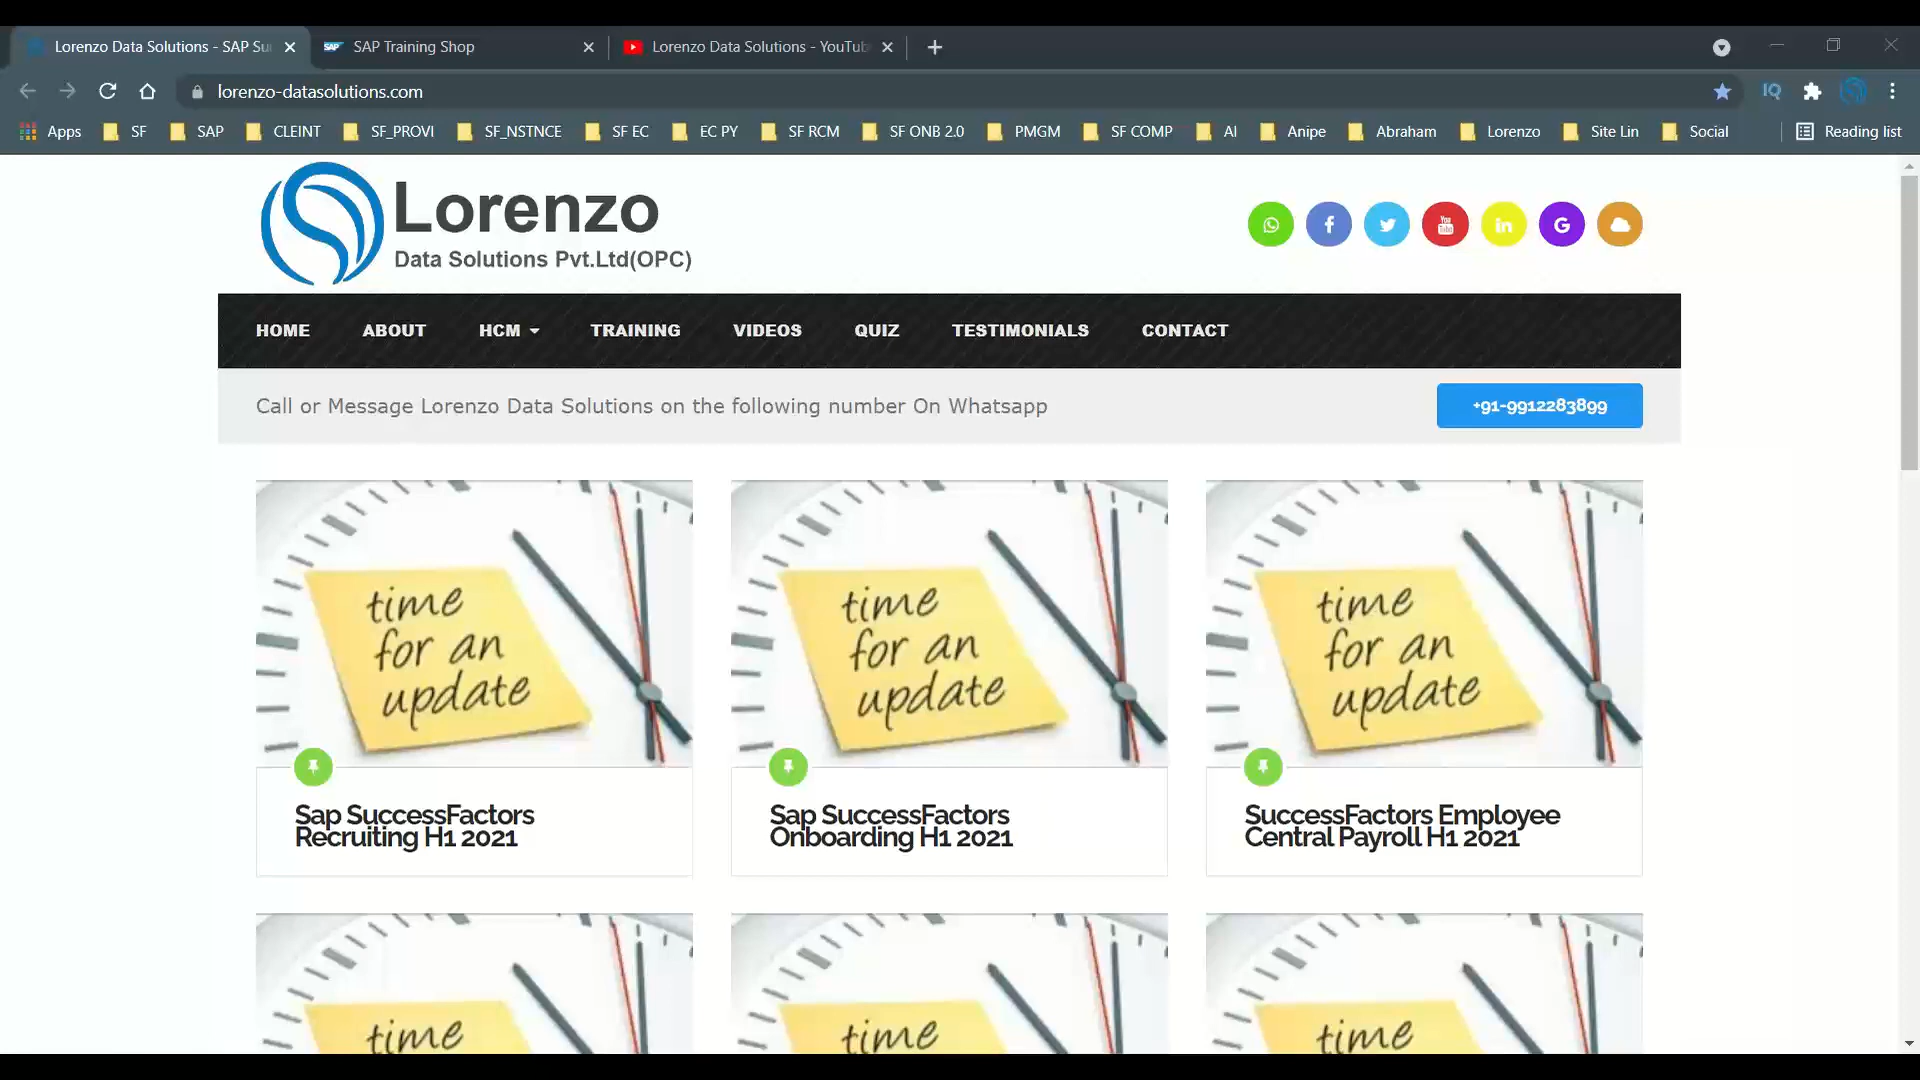 Lorenzo Data Solutions - SAP Su
SAP Training Shop
Lorenzo Data Solutions - YouTub
lorenzo-datasolutions.com
IQ
Apps SF SAP CLEINT SF_PROVI SF_NSTNCE SF EC EC PY SF RCM SF ONB 2.0 PMGM SF COMP AI Anipe Abraham Lorenzo Site Lin Social Reading list
Lorenzo
Data Solutions Pvt.Ltd(OPC)
HOME ABOUT HCM TRAINING VIDEOS QUIZ TESTIMONIALS CONTACT
Call or Message Lorenzo Data Solutions on the following number On Whatsapp
+91-9912283899
time
for an
update
time
for an
update
time
for an
update
Sap SuccessFactors
Recruiting H1 2021
Sap SuccessFactors
Onboarding H1 2021
SuccessFactors Employee
Central Payroll H1 2021
time
time
time